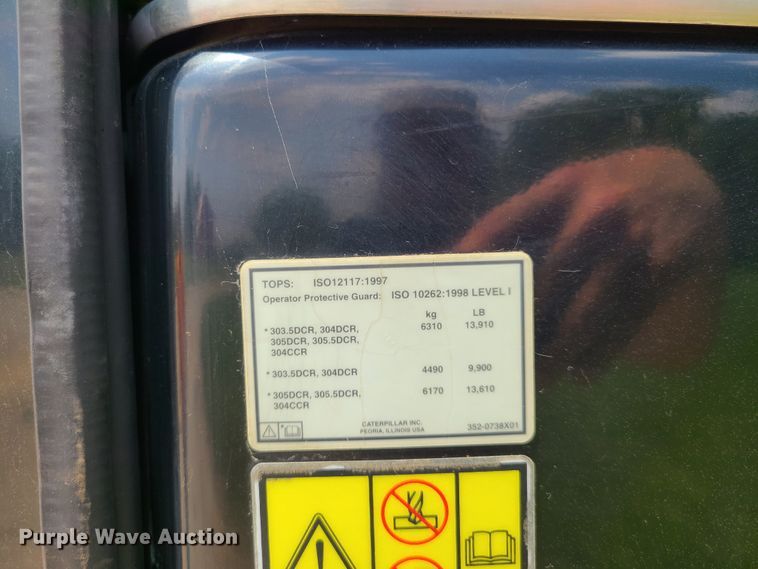 TOPS: ISO12117:1997
Operator Protective Guard: ISO 10262:1998 LEVEL I
kg LB
* 303.5DCR, 304DCR, 6310 13,910
305DCR, 305.5DCR,
304CCR
* 303.5DCR, 304DCR 4490 9,900
* 305DCR, 305.5DCR, 6170 13,610
304CCR
CATERPILLAR INC.
PEORIA, ILLINOIS USA 352-0738X01
Purple Wave Auction